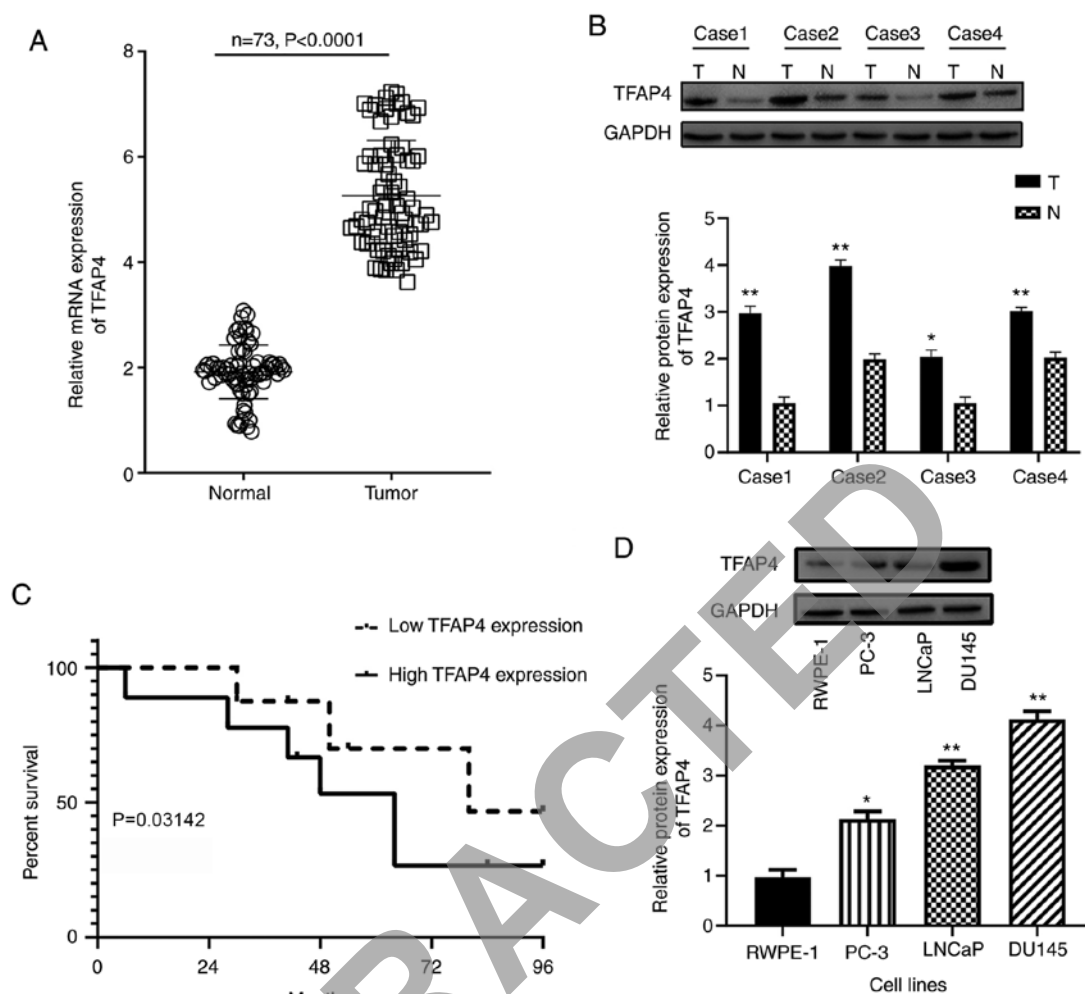 A
n=73, P<0.0001
8
6
4
2
0
Relative mRNA expression
of TFAP4
Normal Tumor
B
Case1 Case2 Case3 Case4
T N T N T N T N
TFAP4
GAPDH
T
N
5
4
3
2
1
0
Relative protein expression
of TFAP4
** ** * **
Case1 Case2 Case3 Case4
C
Low TFAP4 expression
High TFAP4 expression
100
50
0
Percent survival
P=0.03142
0 24 48 72 96
D
TFAP4
GAPDH
RWPE-1 PC-3 LNCaP DU145
5
4
3
2
1
0
Relative protein expression
of TFAP4
* ** **
RWPE-1 PC-3 LNCaP DU145
Cell lines
RACTED